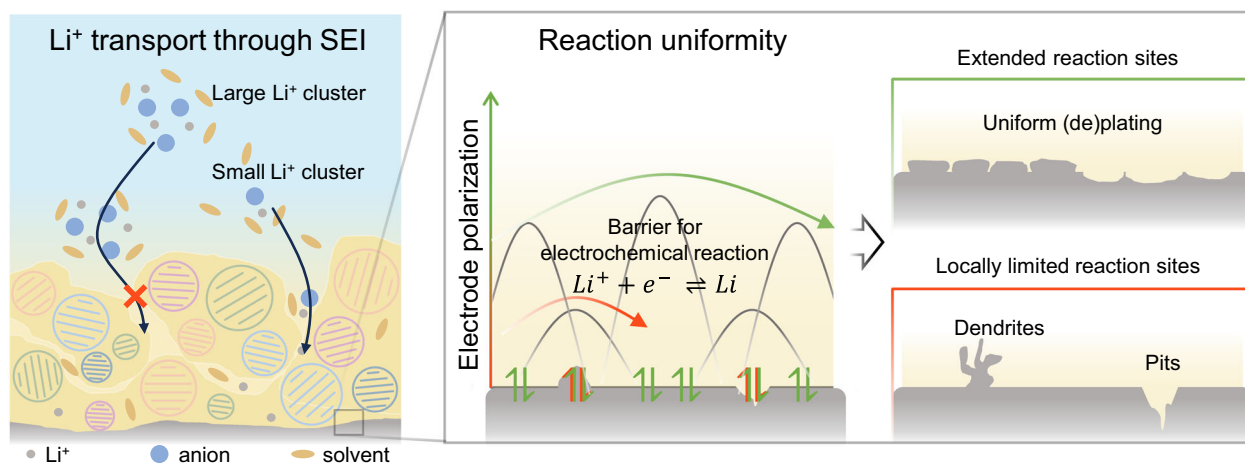 Li⁺ transport through SEI
Large Li⁺ cluster
Small Li⁺ cluster
Li⁺
anion
solvent
Reaction uniformity
Electrode polarization
Barrier for
electrochemical reaction
Li⁺ + e⁻ ⇌ Li
Extended reaction sites
Uniform (de)plating
Locally limited reaction sites
Dendrites
Pits